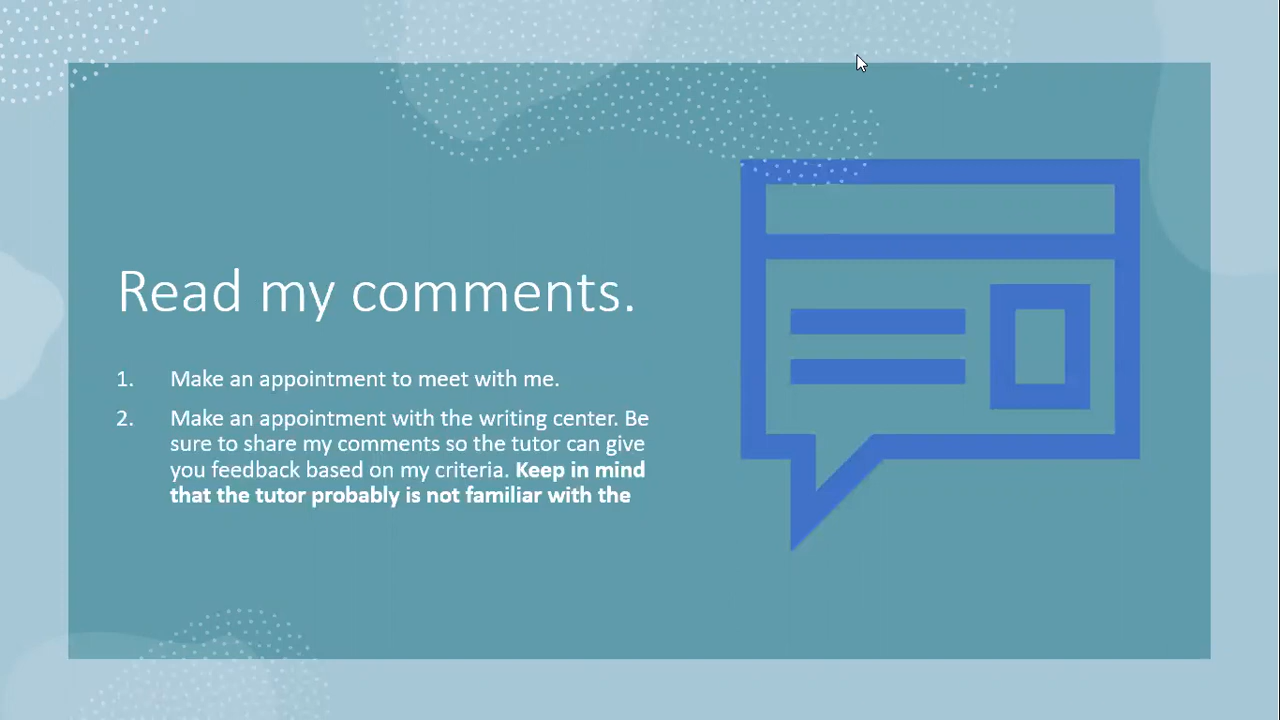 Read my comments.
1. Make an appointment to meet with me.
2. Make an appointment with the writing center. Be
sure to share my comments so the tutor can give
you feedback based on my criteria. Keep in mind
that the tutor probably is not familiar with the